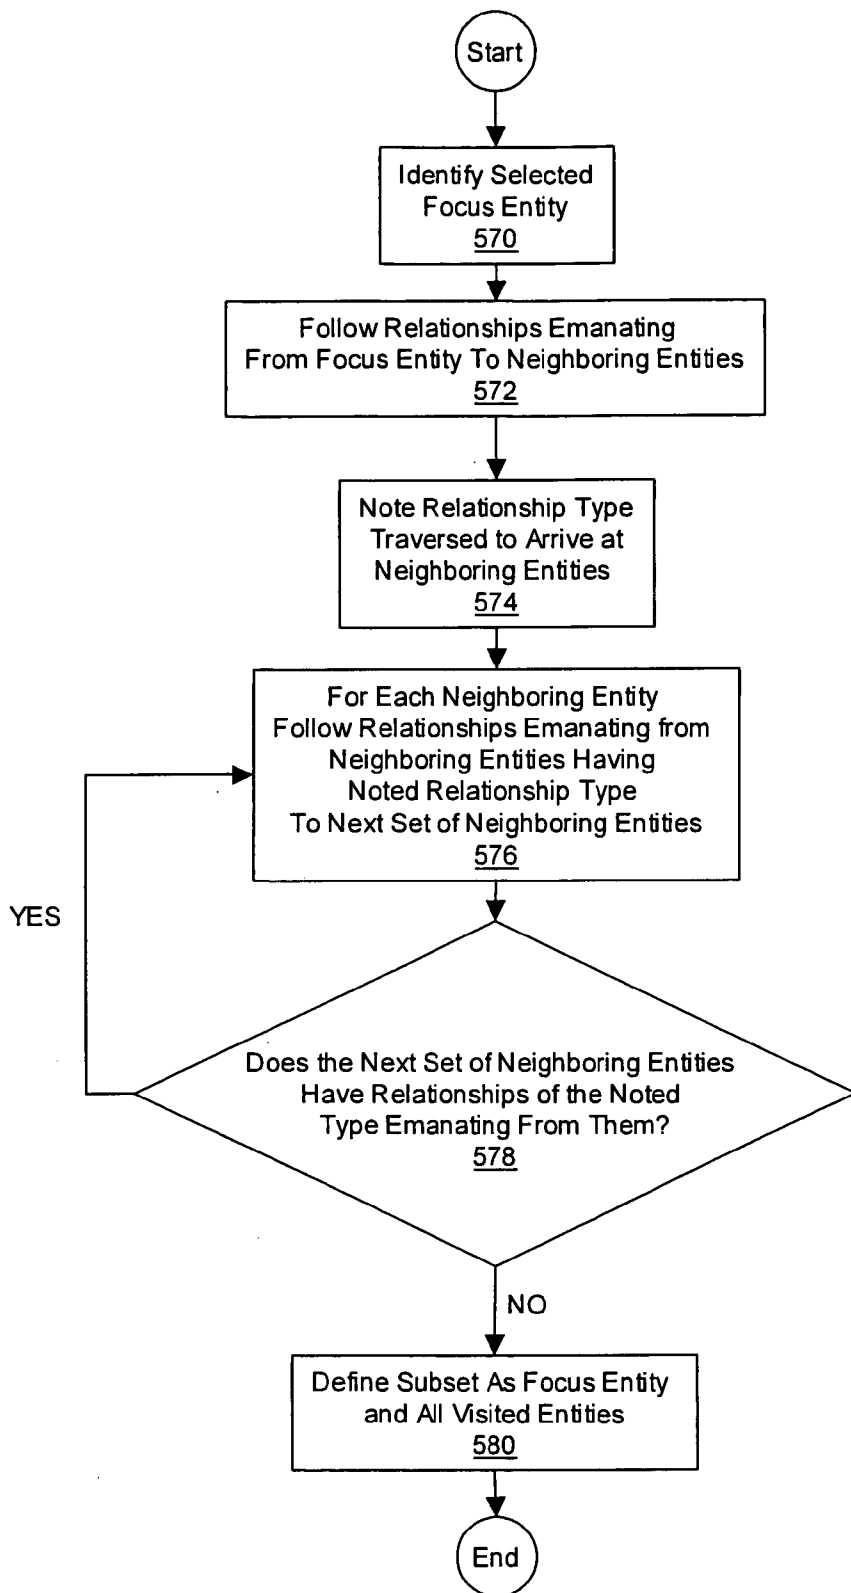 Start
Identify Selected
Focus Entity
570
Follow Relationships Emanating
From Focus Entity To Neighboring Entities
572
Note Relationship Type
Traversed to Arrive at
Neighboring Entities
574
For Each Neighboring Entity
Follow Relationships Emanating from
Neighboring Entities Having
Noted Relationship Type
To Next Set of Neighboring Entities
576
YES
Does the Next Set of Neighboring Entities
Have Relationships of the Noted
Type Emanating From Them?
578
NO
Define Subset As Focus Entity
and All Visited Entities
580
End